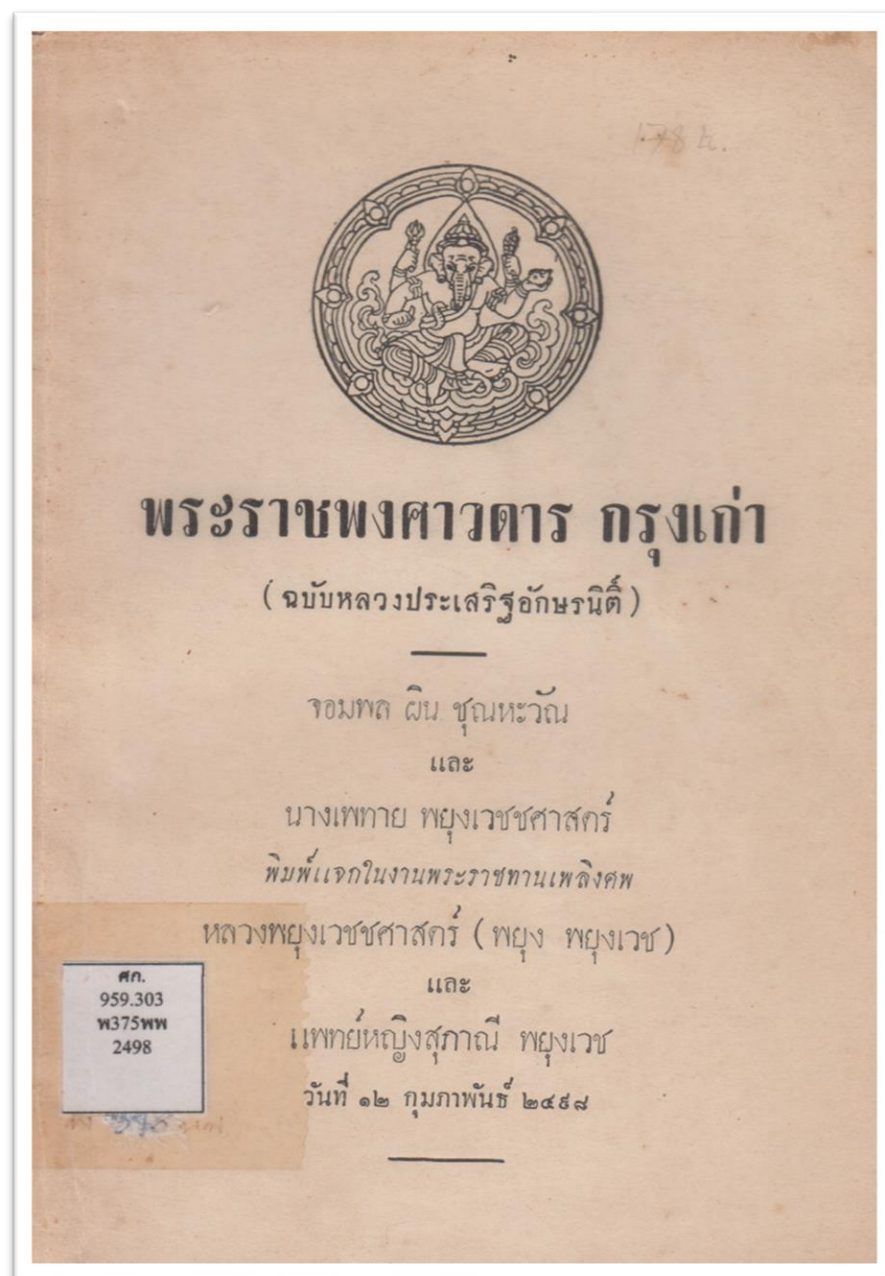 พระราชพงศาวดาร กรุงเก่า
(ฉบับหลวงประเสริฐอักษรนิติ์)
จอมพล ผิน ชุณหะวัณ
และ
นางเพทาย พยุงเวชชศาสตร์
พิมพ์แจกในงานพระราชทานเพลิงศพ
หลวงพยุงเวชชศาสตร์ (พยุง พยุงเวช)
และ
แพทย์หญิงสุภาณี พยุงเวช
วันที่ ๑๒ กุมภาพันธ์ ๒๔๙๘
ศก.
959.303
พ375พพ
2498